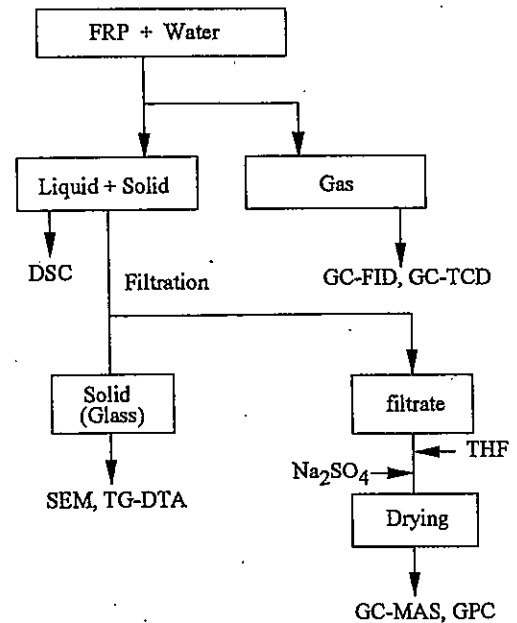 FRP + Water
Liquid + Solid
Gas
DSC
GC-FID, GC-TCD
Filtration
Solid
(Glass)
filtrate
THF
Na₂SO₄
SEM, TG-DTA
Drying
GC-MAS, GPC